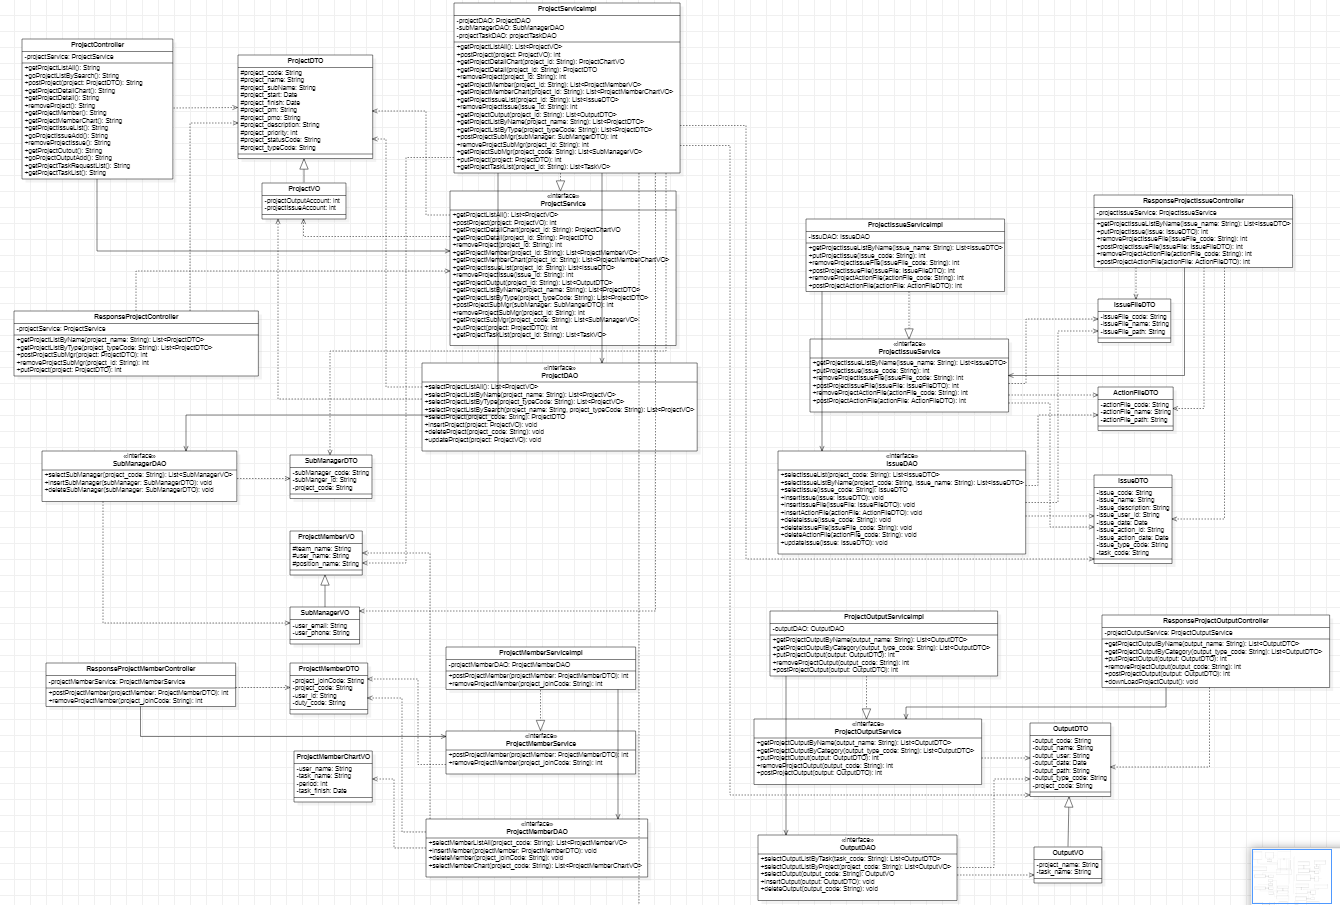 ProjectController
-projectService: ProjectService
+getProjectListAll(): String
+goProjectListBySearch(): String
+postProject(project: ProjectDTO): String
+getProjectDetailChart(): String
+getProjectDetail(): String
+removeProject(): String
+getProjectMember(): String
+getProjectMemberChart(): String
+getProjectIssueList(): String
+goProjectIssueAdd(): String
+removeProjectIssue(): String
+getProjectOutput(): String
+goProjectOutputAdd(): String
+getProjectTaskRequestList(): String
+getProjectTaskList(): String
ProjectDTO
#project_code: String
#project_name: String
#project_subName: String
#project_start: Date
#project_finish: Date
#project_pm: String
#project_pmo: String
#project_description: String
#project_priority: int
#project_statusCode: String
#project_typeCode: String
ProjectVO
-projectOutputAccount: int
-projectIssueAccount: int
ProjectServiceImpl
-projectDAO: ProjectDAO
-subManagerDAO: SubManagerDAO
-projectTaskDAO: projectTaskDAO
+getProjectListAll(): List<ProjectVO>
+postProject(project: ProjectVO): int
+getProjectDetailChart(project_id: String): ProjectChartVO
+getProjectDetail(project_id: String): ProjectDTO
+removeProject(project_id: String): int
+getProjectMember(project_id: String): List<ProjectMemberVO>
+getProjectMemberChart(project_id: String): List<ProjectMemberChartVO>
+getProjectIssueList(project_id: String): List<IssueDTO>
+removeProjectIssue(issue_id: String): int
+getProjectOutput(project_id: String): List<OutputDTO>
+getProjectListByName(project_name: String): List<ProjectDTO>
+getProjectListByType(project_typeCode: String): List<ProjectDTO>
+postProjectSubMgr(subManager: SubMangerDTO): int
+removeProjectSubMgr(project_id: String): int
+getProjectSubMgr(project_code: String): List<SubManagerVO>
+putProject(project: ProjectDTO): int
+getProjectTaskList(project_id: String): List<TaskVO>
«interface»
ProjectService
+getProjectListAll(): List<ProjectVO>
+postProject(project: ProjectVO): int
+getProjectDetailChart(project_id: String): ProjectChartVO
+getProjectDetail(project_id: String): ProjectDTO
+removeProject(project_id: String): int
+getProjectMember(project_id: String): List<ProjectMemberVO>
+getProjectMemberChart(project_id: String): List<ProjectMemberChartVO>
+getProjectIssueList(project_id: String): List<IssueDTO>
+removeProjectIssue(issue_id: String): int
+getProjectOutput(project_id: String): List<OutputDTO>
+getProjectListByName(project_name: String): List<ProjectDTO>
+getProjectListByType(project_typeCode: String): List<ProjectDTO>
+postProjectSubMgr(subManager: SubMangerDTO): int
+removeProjectSubMgr(project_id: String): int
+getProjectSubMgr(project_code: String): List<SubManagerVO>
+putProject(project: ProjectDTO): int
+getProjectTaskList(project_id: String): List<TaskVO>
ResponseProjectController
-projectService: ProjectService
+getProjectListByName(project_name: String): List<ProjectDTO>
+getProjectListByType(project_typeCode: String): List<ProjectDTO>
+postProjectSubMgr(subManager: SubManagerDTO): int
+removeProjectSubMgr(project_id: String): int
+putProject(project: ProjectDTO): int
«interface»
ProjectDAO
+selectProjectListAll(): List<ProjectVO>
+selectProjectListByName(project_name: String): List<ProjectVO>
+selectProjectListByType(project_typeCode: String): List<ProjectVO>
+selectProjectListBySearch(project_name: String, project_typeCode: String): List<ProjectVO>
+selectProject(project_code: String): ProjectDTO
+insertProject(project: ProjectVO): void
+deleteProject(project_code: String): void
+updateProject(project: ProjectVO): void
«interface»
SubManagerDAO
+selectSubManager(project_code: String): List<SubManagerVO>
+insertSubManager(subManager: SubManagerDTO): void
+deleteSubManager(subManager: SubManagerDTO): void
SubManagerDTO
-subManager_code: String
-subManger_id: String
-project_code: String
ProjectMemberVO
#team_name: String
#user_name: String
#position_name: String
SubManagerVO
-user_email: String
-user_phone: String
ResponseProjectMemberController
-projectMemberService: ProjectMemberService
+postProjectMember(projectMember: ProjectMemberDTO): int
+removeProjectMember(project_joinCode: String): int
ProjectMemberDTO
-project_joinCode: String
-project_code: String
-user_id: String
-duty_code: String
ProjectMemberChartVO
-user_name: String
-task_name: String
-period: int
-task_finish: Date
ProjectMemberServiceImpl
-projectMemberDAO: ProjectMemberDAO
+postProjectMember(projectMember: ProjectMemberDTO): int
+removeProjectMember(project_joinCode: String): int
«interface»
ProjectMemberService
+postProjectMember(projectMember: ProjectMemberDTO): int
+removeProjectMember(project_joinCode: String): int
«interface»
ProjectMemberDAO
+selectMemberListAll(project_code: String): List<ProjectMemberVO>
+insertMember(projectMember: ProjectMemberDTO): void
+deleteMember(project_joinCode: String): void
+selectMemberChart(project_code: String): List<ProjectMemberChartVO>
ProjectIssueServiceImpl
-issuDAO: IssueDAO
+getProjectIssueListByName(issue_name: String): List<IssueDTO>
+putProjectIssue(issue_code: String): int
+removeProjectIssueFile(issueFile_code: String): int
+postProjectIssueFile(issueFile: IssueFileDTO): int
+removeProjectActionFile(actionFile_code: String): int
+postProjectActionFile(actionFile: ActionFileDTO): int
«interface»
ProjectIssueService
+getProjectIssueListByName(issue_name: String): List<IssueDTO>
+putProjectIssue(issue_code: String): int
+removeProjectIssueFile(issueFile_code: String): int
+postProjectIssueFile(issueFile: IssueFileDTO): int
+removeProjectActionFile(actionFile_code: String): int
+postProjectActionFile(actionFile: ActionFileDTO): int
«interface»
IssueDAO
+selectIssueList(project_code: String): List<IssueDTO>
+selectIssueListByName(project_code: String, issue_name: String): List<IssueDTO>
+selectIssue(issue_code: String): IssueDTO
+insertIssue(issue: IssueDTO): void
+insertIssueFile(issueFile: IssueFileDTO): void
+insertActionFile(actionFile: ActionFileDTO): void
+deleteIssue(issue_code: String): void
+deleteIssueFile(issueFile_code: String): void
+deleteActionFile(actionFile_code: String): void
+updateIssue(issue: IssueDTO): void
ResponseProjectIssueController
-projectIssueService: ProjectIssueService
+getProjectIssueListByName(issue_name: String): List<IssueDTO>
+putProjectIssue(issue: IssueDTO): int
+removeProjectIssueFile(issueFile_code: String): int
+postProjectIssueFile(issueFile: IssueFileDTO): int
+removeProjectActionFile(actionFile_code: String): int
+postProjectActionFile(actionFile: ActionFileDTO): int
IssueFileDTO
-issueFile_code: String
-issueFile_name: String
-issueFile_path: String
ActionFileDTO
-actionFile_code: String
-actionFile_name: String
-actionFile_path: String
IssueDTO
-issue_code: String
-issue_name: String
-issue_description: String
-issue_user_id: String
-issue_date: Date
-issue_action_id: String
-issue_action_date: Date
-issue_type_code: String
-task_code: String
ProjectOutputServiceImpl
-outputDAO: OutputDAO
+getProjectOutputByName(output_name: String): List<OutputDTO>
+getProjectOutputByCategory(output_type_code: String): List<OutputDTO>
+putProjectOutput(output: OutputDTO): int
+removeProjectOutput(output_code: String): int
+postProjectOutput(output: OutputDTO): int
ResponseProjectOutputController
-projectOutputService: ProjectOutputService
+getProjectOutputByName(output_name: String): List<OutputDTO>
+getProjectOutputByCategory(output_type_code: String): List<OutputDTO>
+putProjectOutput(output: OutputDTO): int
+removeProjectOutput(output_code: String): int
+postProjectOutput(output: OutputDTO): int
+downLoadProjectOutput(): void
«interface»
ProjectOutputService
+getProjectOutputByName(output_name: String): List<OutputDTO>
+getProjectOutputByCategory(output_type_code: String): List<OutputDTO>
+putProjectOutput(output: OutputDTO): int
+removeProjectOutput(output_code: String): int
+postProjectOutput(output: OutputDTO): int
OutputDTO
-output_code: String
-output_name: String
-output_user: String
-output_date: Date
-output_path: String
-output_type_code: String
-project_code: String
«interface»
OutputDAO
+selectOutputListByTask(task_code: String): List<OutputDTO>
+selectOutputListByProject(project_code: String): List<OutputVO>
+selectOutput(output_code: String): OutputVO
+insertOutput(output: OutputDTO): void
+deleteOutput(output_code: String): void
OutputVO
-project_name: String
-task_name: String